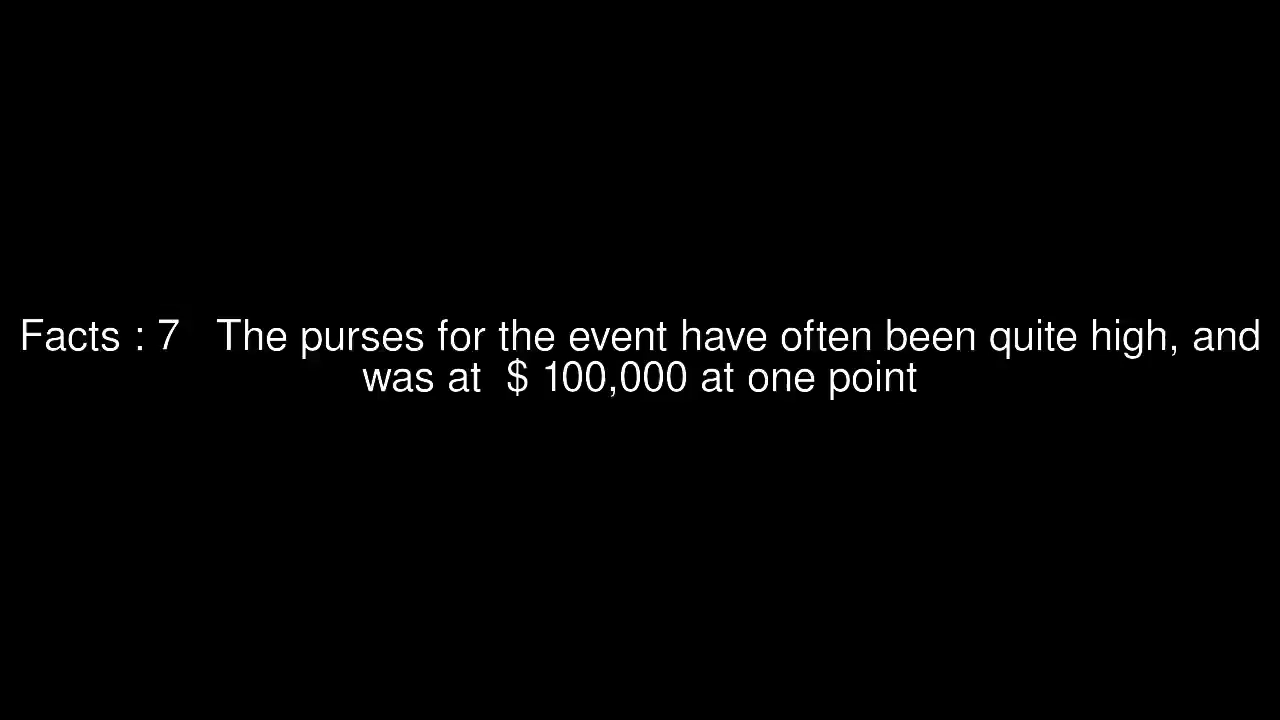 Facts : 7   The purses for the event have often been quite high, and
was at  $ 100,000 at one point